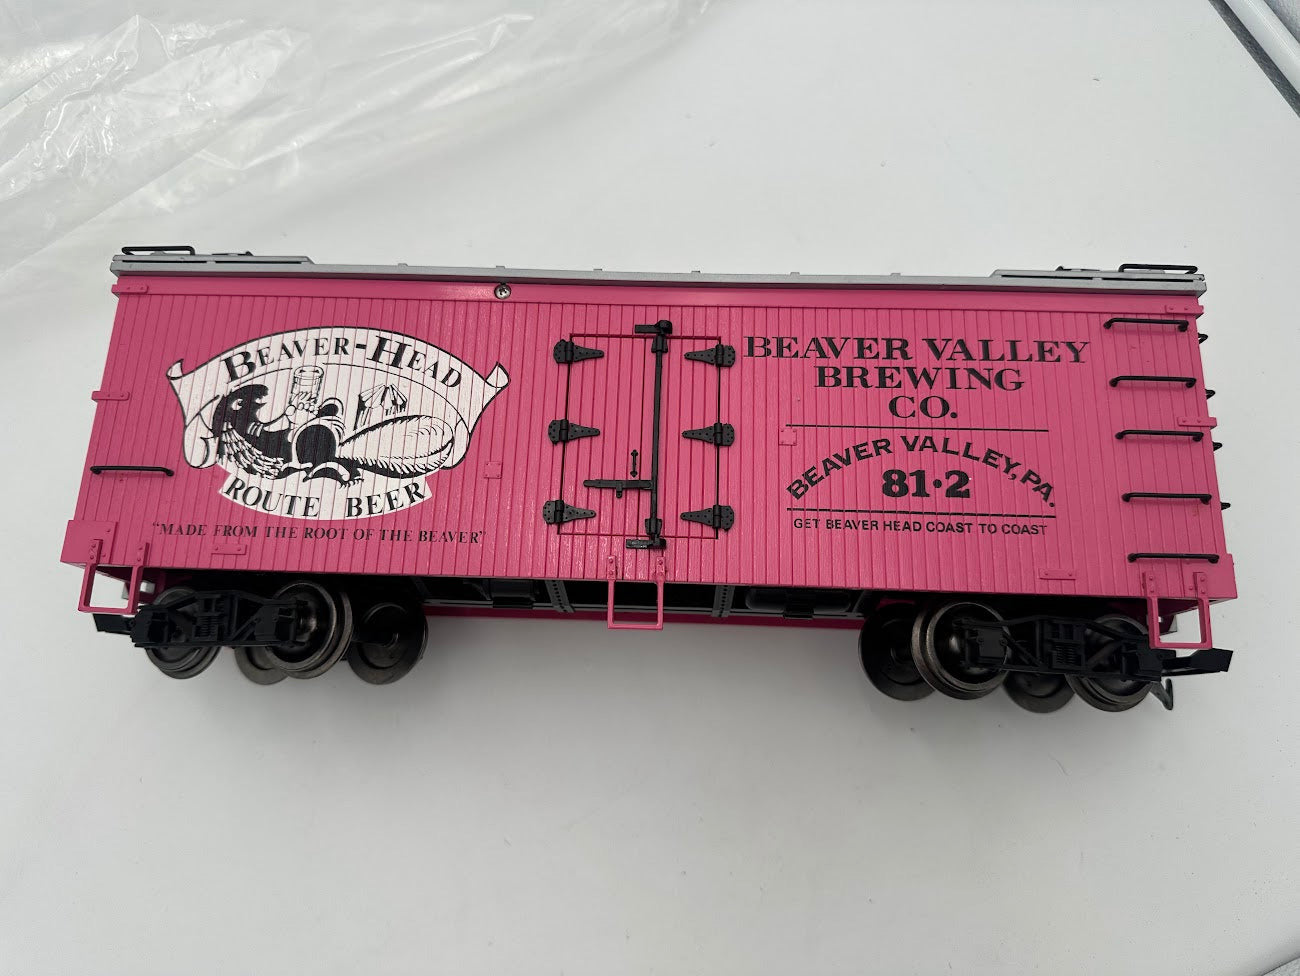 BEAVER-HEAD
ROUTE BEER
"MADE FROM THE ROOT OF THE BEAVER"
BEAVER VALLEY
BREWING
CO.
BEAVER VALLEY, PA.
81·2
GET BEAVER HEAD COAST TO COAST